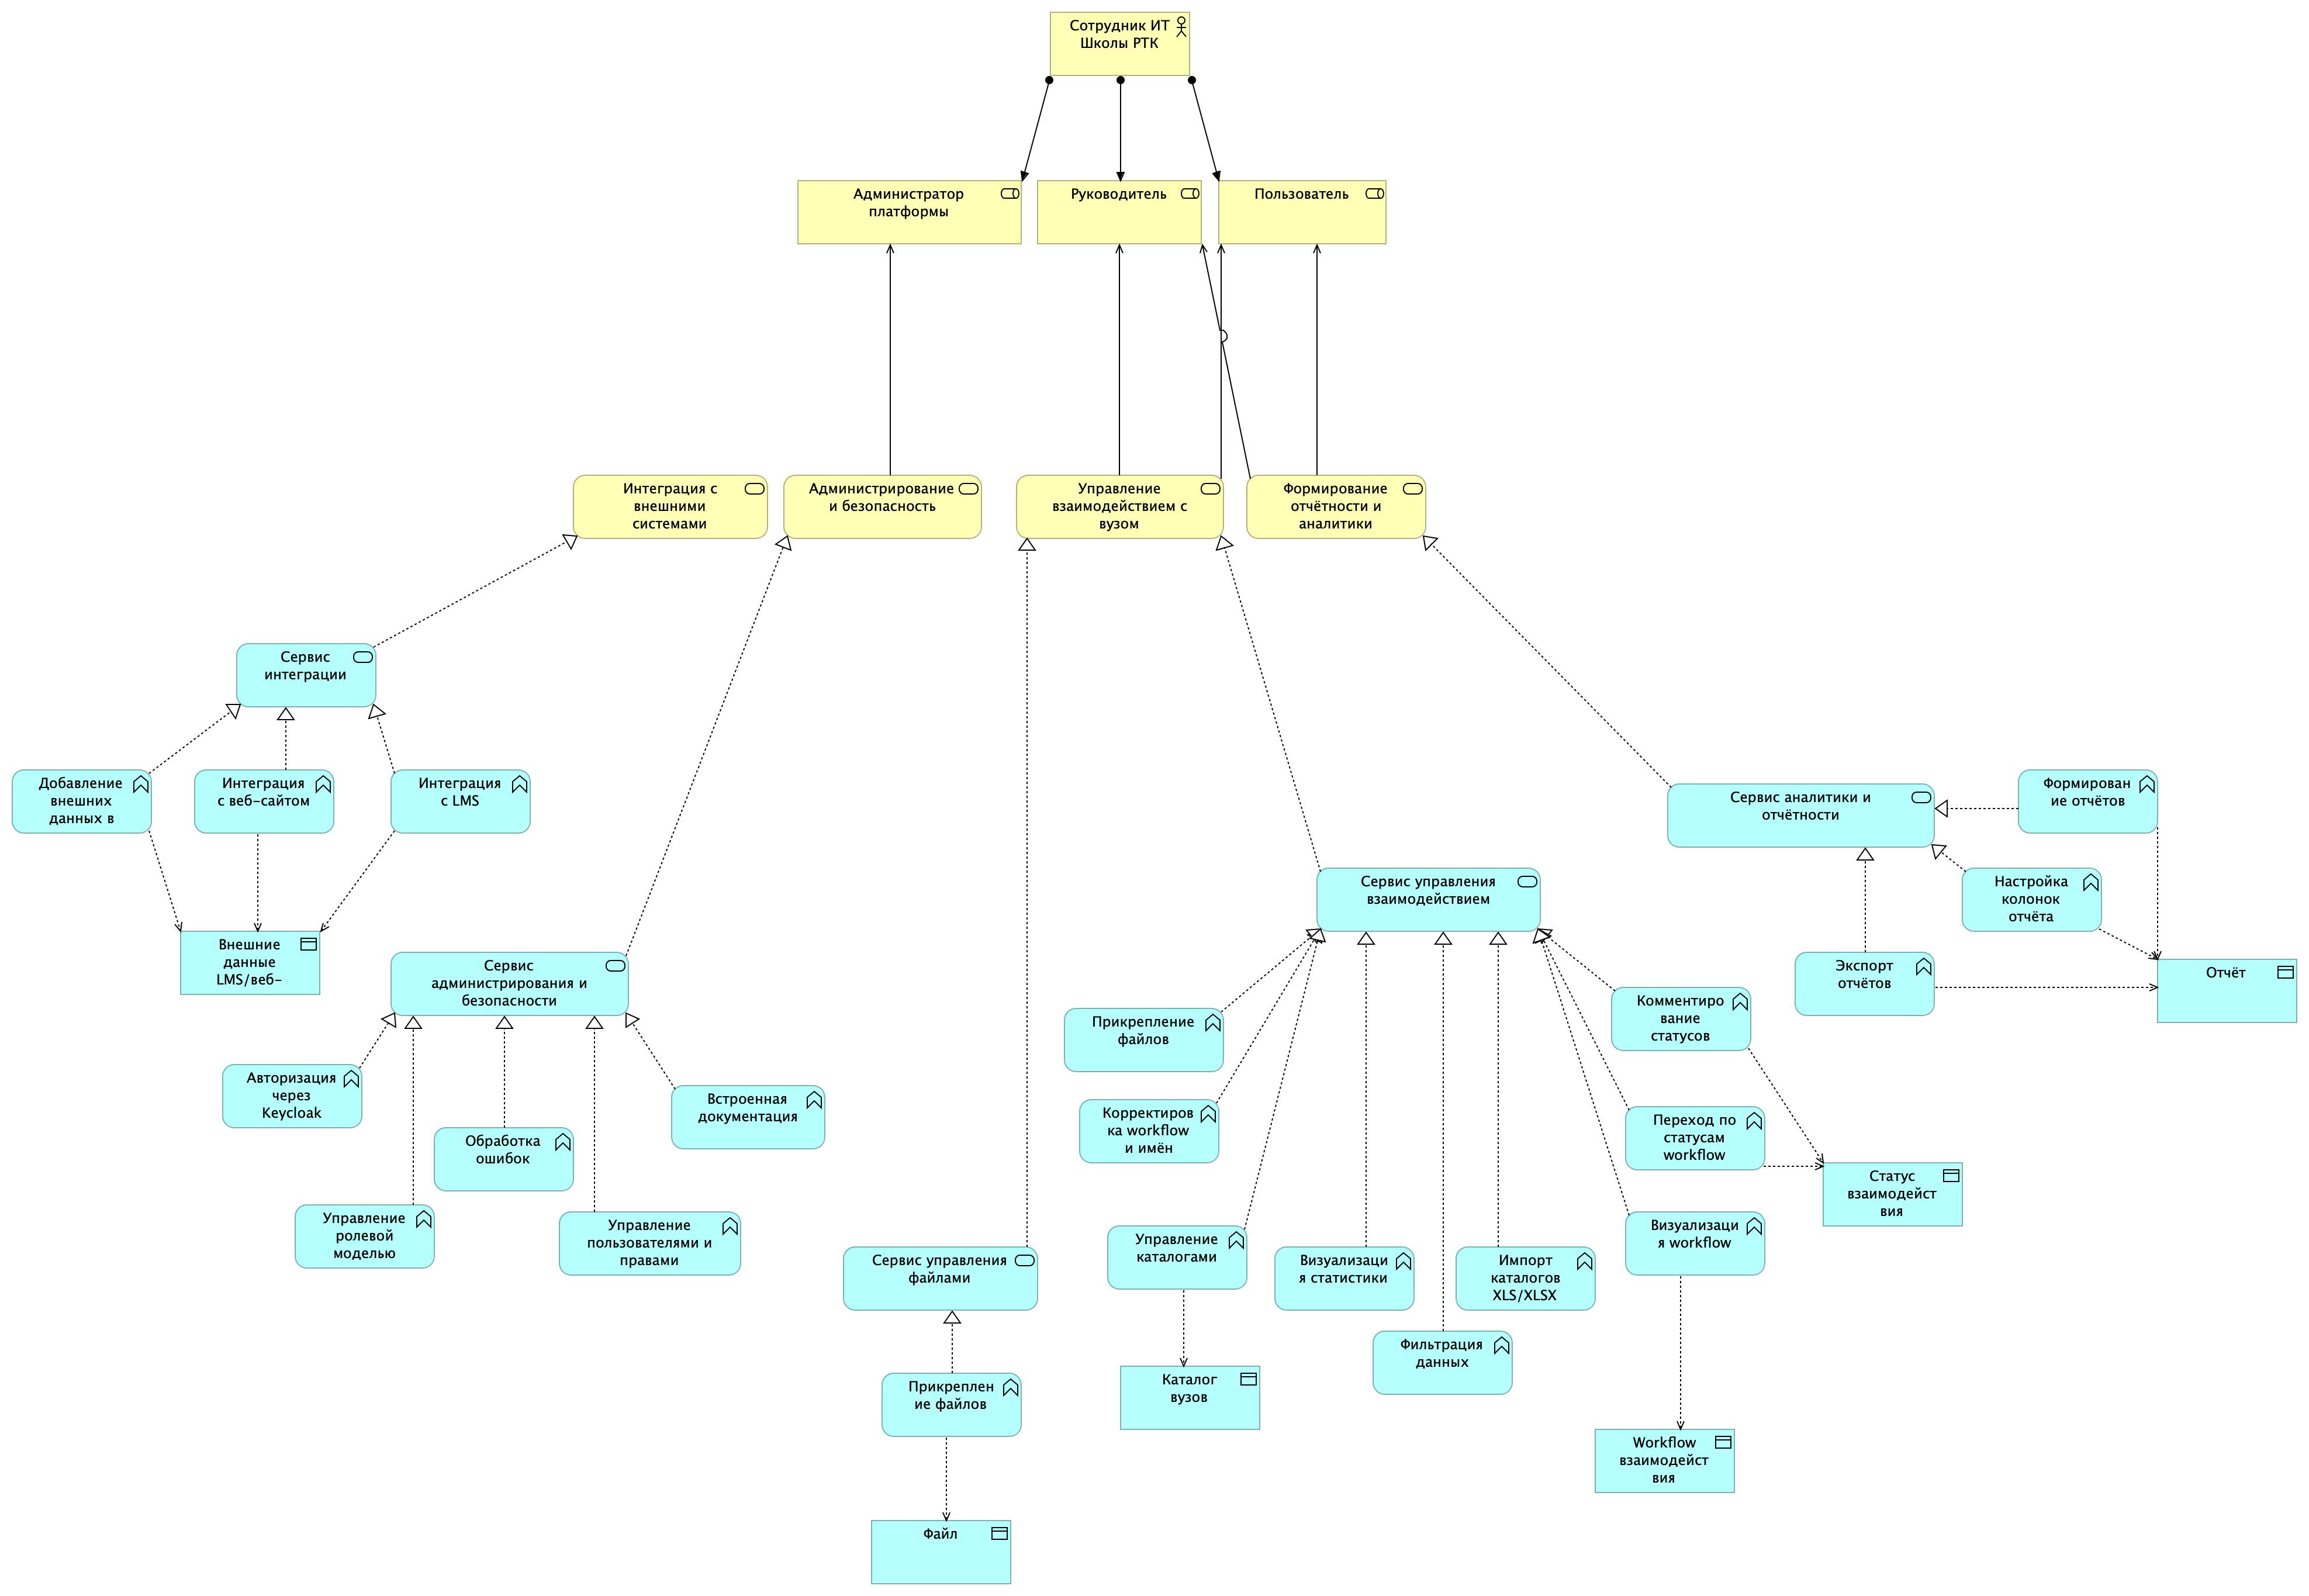 Сотрудник ИТ
Школы РТК
Администратор
платформы
Руководитель
Пользователь
Интеграция с
внешними
системами
Администрирование
и безопасность
Управление
взаимодействием с
вузом
Формирование
отчётности и
аналитики
Сервис
интеграции
Добавление
внешних
данных в
Интеграция
с веб-сайтом
Интеграция
с LMS
Внешние
данные
LMS/веб-
Сервис
администрирования и
безопасности
Авторизация
через
Keycloak
Встроенная
документация
Обработка
ошибок
Управление
ролевой
моделью
Управление
пользователями и
правами
Сервис управления
файлами
Прикреплен
ие файлов
Файл
Сервис управления
взаимодействием
Прикрепление
файлов
Корректиров
ка workflow
и имён
Управление
каталогами
Каталог
вузов
Визуализаци
я статистики
Фильтрация
данных
Импорт
каталогов
XLS/XLSX
Комментиро
вание
статусов
Переход по
статусам
workflow
Статус
взаимодейст
вия
Визуализаци
я workflow
Workflow
взаимодейст
вия
Сервис аналитики и
отчётности
Формирован
ие отчётов
Настройка
колонок
отчёта
Экспорт
отчётов
Отчёт